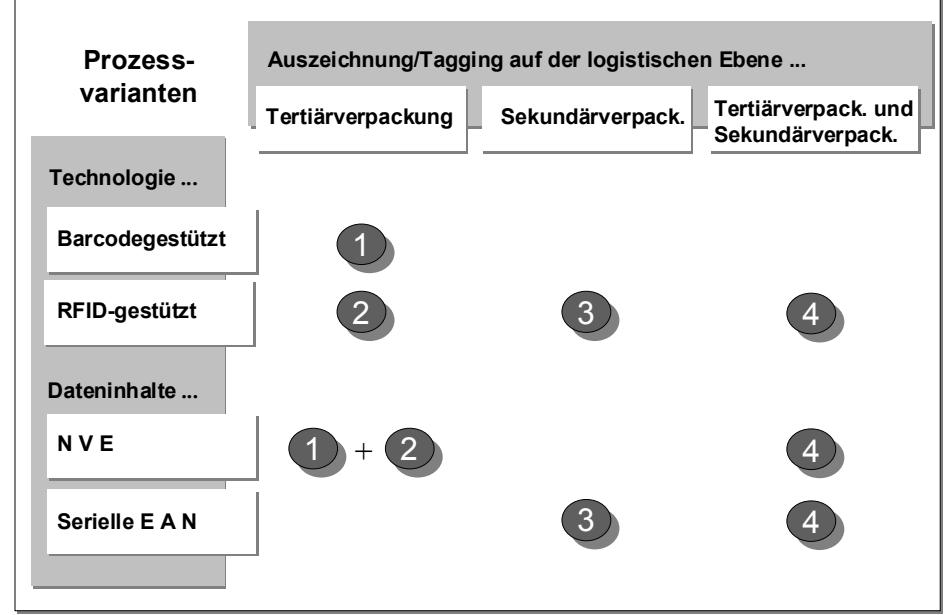 Prozess-
varianten
Auszeichnung/Tagging auf der logistischen Ebene ...
Tertiärverpackung
Sekundärverpack.
Tertiärverpack. und
Sekundärverpack.
Technologie ...
Barcodegestützt
1
RFID-gestützt
2
3
4
Dateninhalte ...
N V E
1 + 2
4
Serielle E A N
3
4